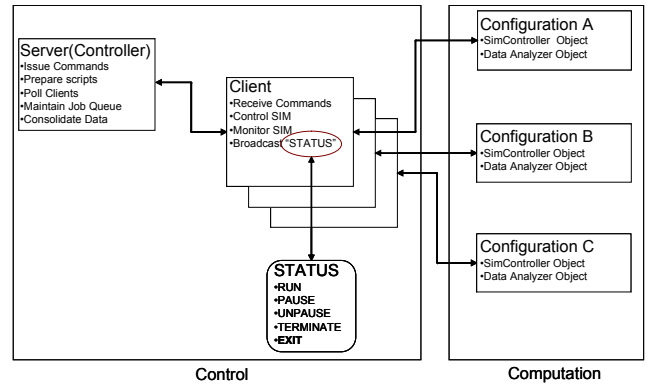 Server(Controller)
•Issue Commands
•Prepare scripts
•Poll Clients
•Maintain Job Queue
•Consolidate Data
Client
•Receive Commands
•Control SIM
•Monitor SIM
•Broadcast "STATUS"
STATUS
•RUN
•PAUSE
•UNPAUSE
•TERMINATE
•EXIT
Control
Configuration A
•SimController Object
•Data Analyzer Object
Configuration B
•SimController Object
•Data Analyzer Object
Configuration C
•SimController Object
•Data Analyzer Object
Computation